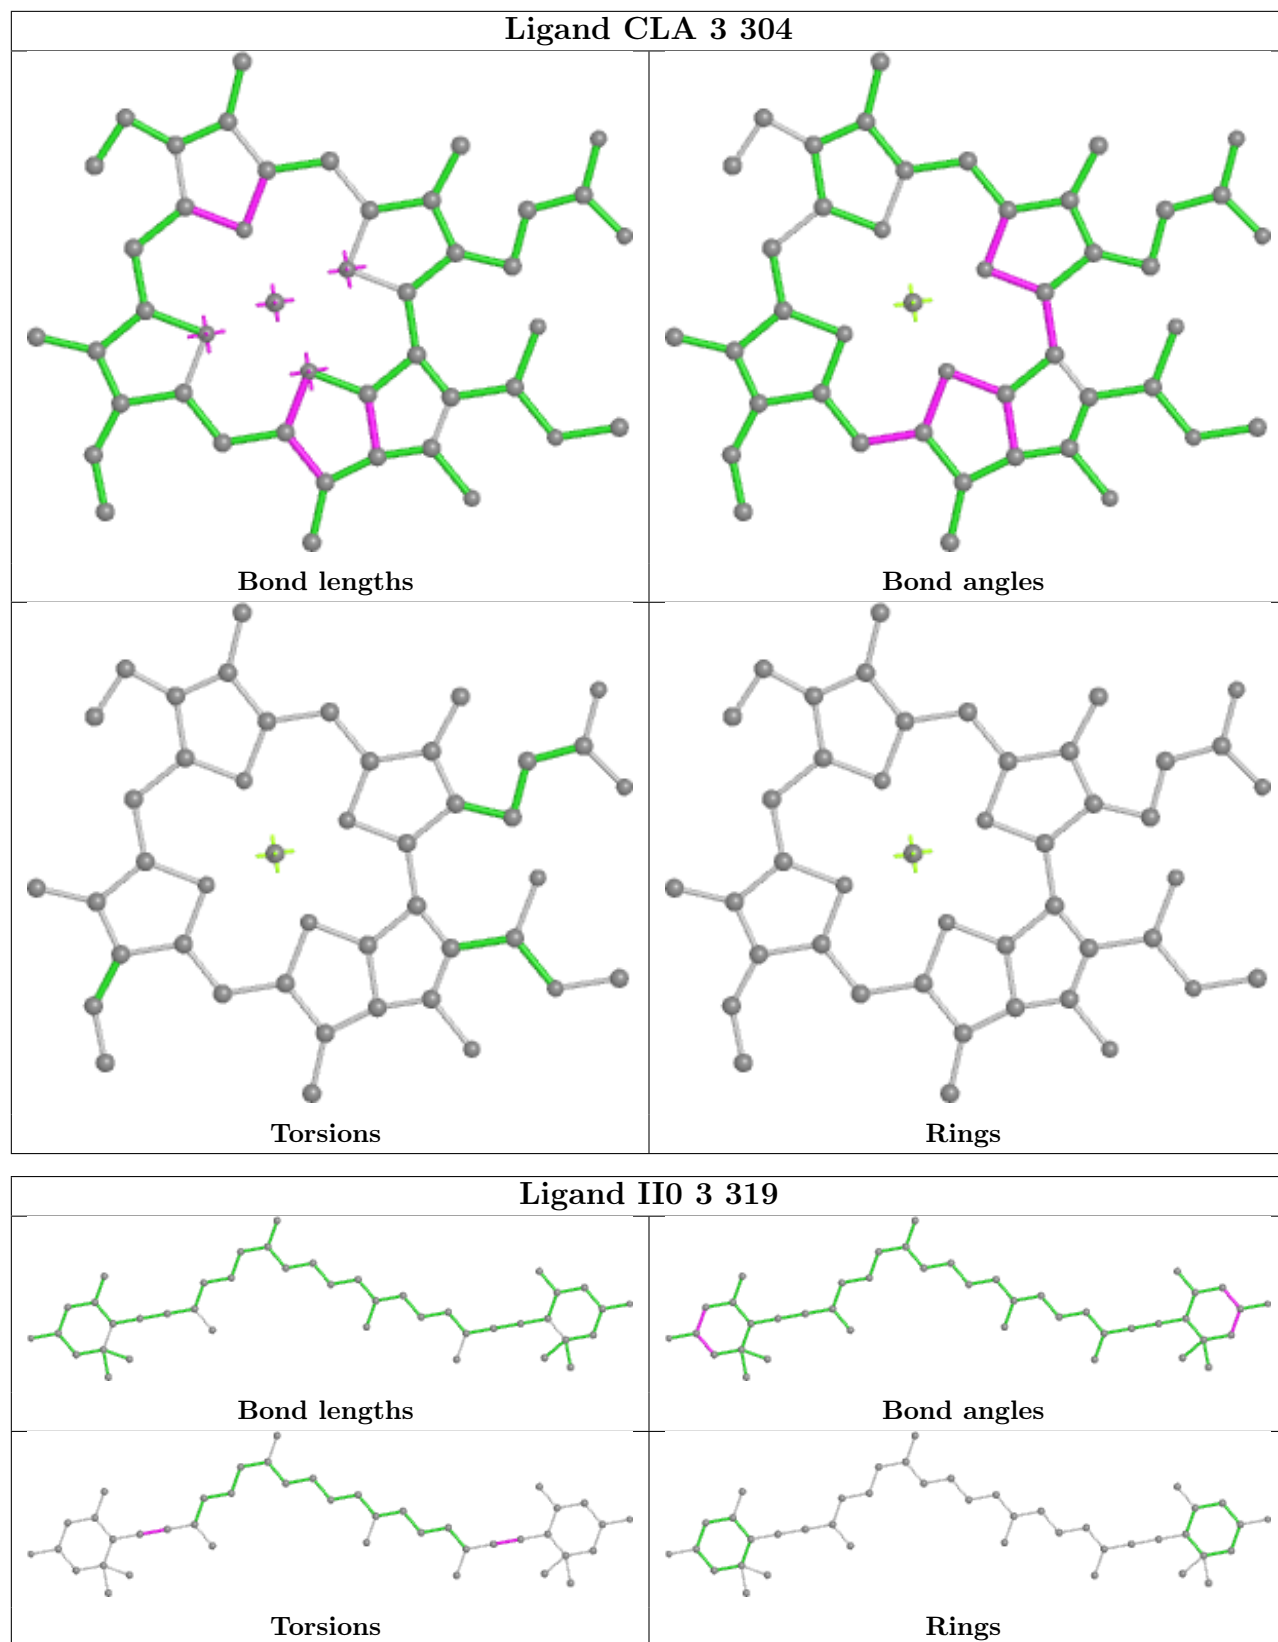 Ligand CLA 3 304
Bond lengths
Bond angles
Torsions
Rings
Ligand II0 3 319
Bond lengths
Bond angles
Torsions
Rings